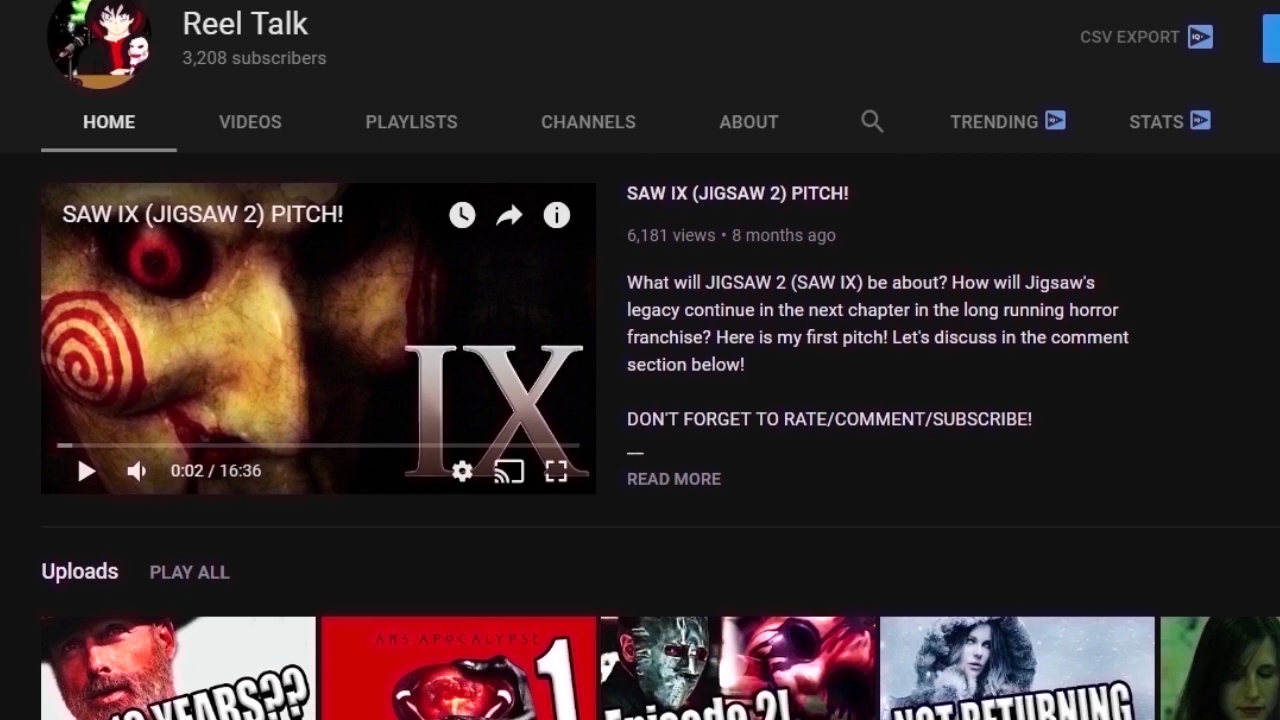 Reel Talk
3,208 subscribers
CSV EXPORT
HOME
VIDEOS
PLAYLISTS
CHANNELS
ABOUT
TRENDING
STATS
SAW IX (JIGSAW 2) PITCH!
IX
0:02 / 16:36
SAW IX (JIGSAW 2) PITCH!
6,181 views • 8 months ago
What will JIGSAW 2 (SAW IX) be about? How will Jigsaw's
legacy continue in the next chapter in the long running horror
franchise? Here is my first pitch! Let's discuss in the comment
section below!
DON'T FORGET TO RATE/COMMENT/SUBSCRIBE!
—
READ MORE
Uploads
PLAY ALL
YEARS??
AHS APOCALYPSE
1
Episode 2!
NOT RETURNING